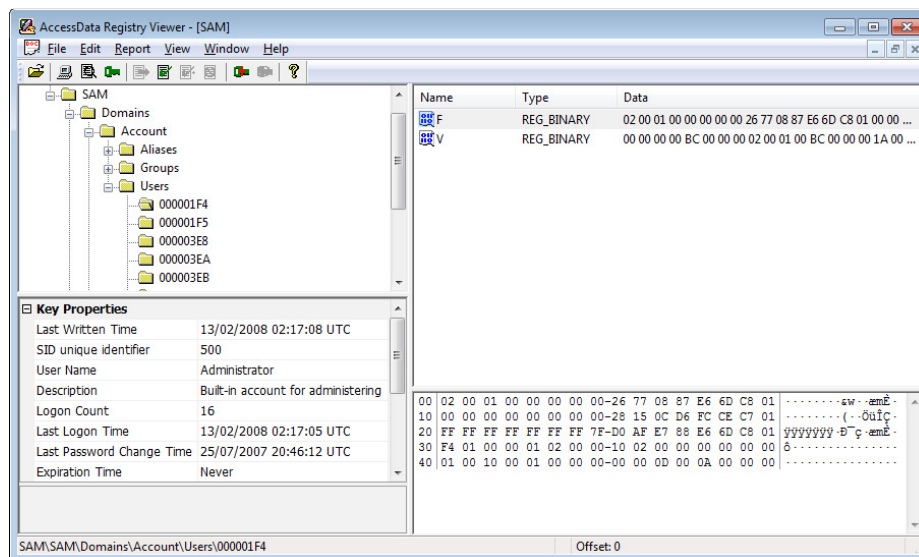 AccessData Registry Viewer - [SAM]
File Edit Report View Window Help
SAM
Domains
Account
Aliases
Groups
Users
000001F4
000001F5
000003E8
000003EA
000003EB
Name Type Data
F REG_BINARY 02 00 01 00 00 00 00 00 26 77 08 87 E6 6D C8 01 00 00 ...
V REG_BINARY 00 00 00 00 BC 00 00 00 02 00 01 00 BC 00 00 00 1A 00 ...
Key Properties
Last Written Time 13/02/2008 02:17:08 UTC
SID unique identifier 500
User Name Administrator
Description Built-in account for administering
Logon Count 16
Last Logon Time 13/02/2008 02:17:05 UTC
Last Password Change Time 25/07/2007 20:46:12 UTC
Expiration Time Never
00 02 00 01 00 00 00 00 00-26 77 08 87 E6 6D C8 01 ········&w··æmÈ·
10 00 00 00 00 00 00 00 00-28 15 0C D6 FC CE C7 01 ········(··ÖüÎÇ·
20 FF FF FF FF FF FF FF 7F-D0 AF E7 88 E6 6D C8 01 ÿÿÿÿÿÿÿ·Ð¯ç·æmÈ·
30 F4 01 00 00 01 02 00 00-10 02 00 00 00 00 00 00 ô···············
40 01 00 10 00 01 00 00 00-00 00 0D 00 0A 00 00 00 ················
SAM\SAM\Domains\Account\Users\000001F4 Offset: 0